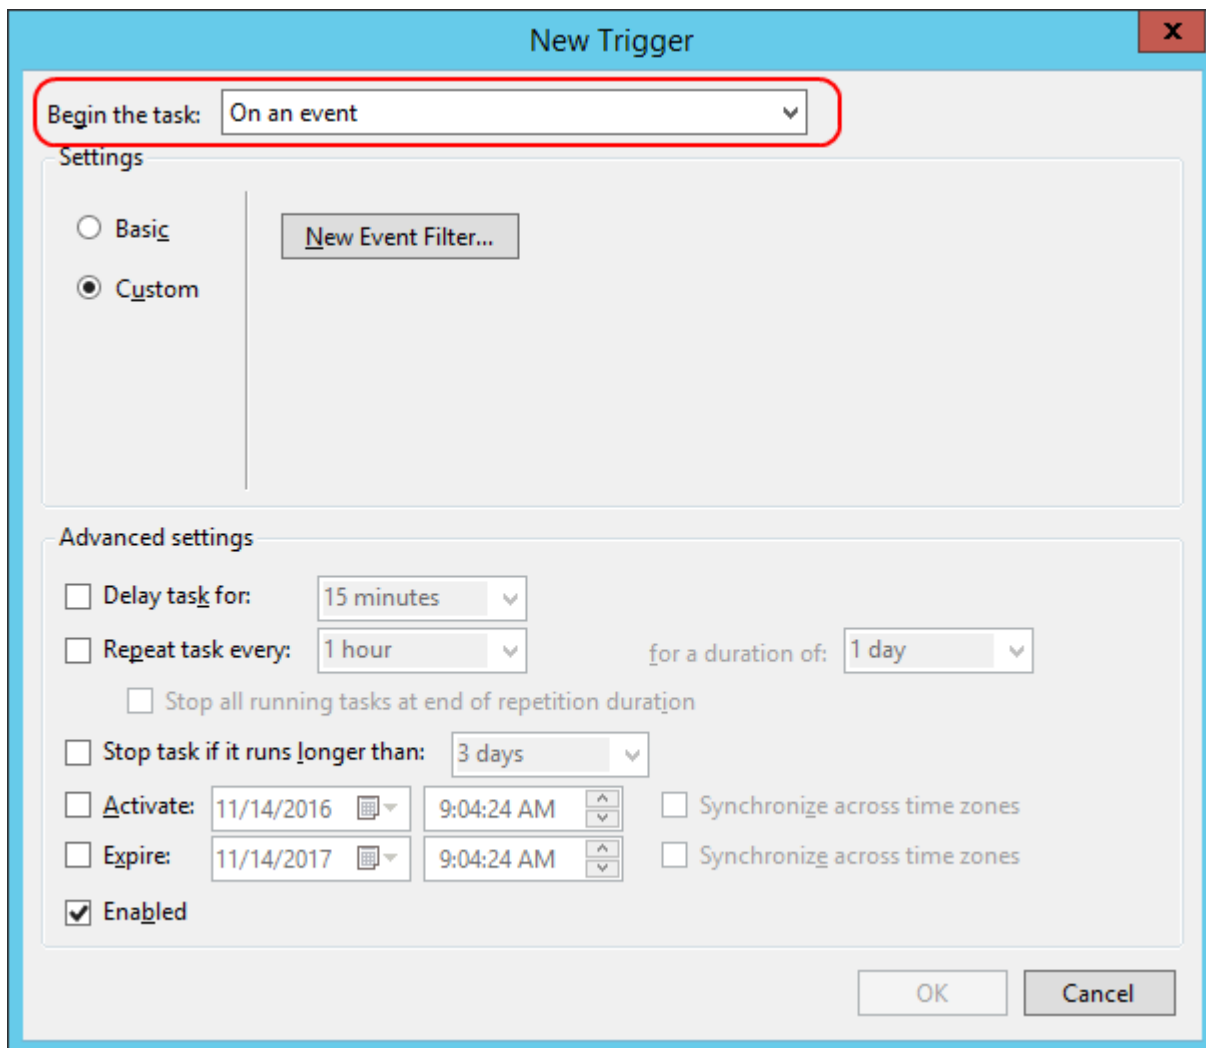 New Trigger
x
Begin the task: On an event
Settings
Basic
New Event Filter...
Custom
Advanced settings
Delay task for: 15 minutes
Repeat task every: 1 hour for a duration of: 1 day
Stop all running tasks at end of repetition duration
Stop task if it runs longer than: 3 days
Activate: 11/14/2016 9:04:24 AM Synchronize across time zones
Expire: 11/14/2017 9:04:24 AM Synchronize across time zones
Enabled
OK Cancel